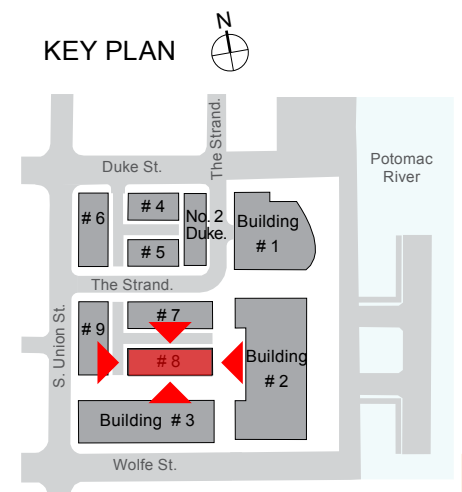 N
KEY PLAN
The Strand.
Duke St.
Potomac
River
# 6
# 4
No. 2
Duke.
Building
# 1
# 5
The Strand.
S. Union St.
# 9
# 7
# 8
Building
# 2
Building # 3
Wolfe St.